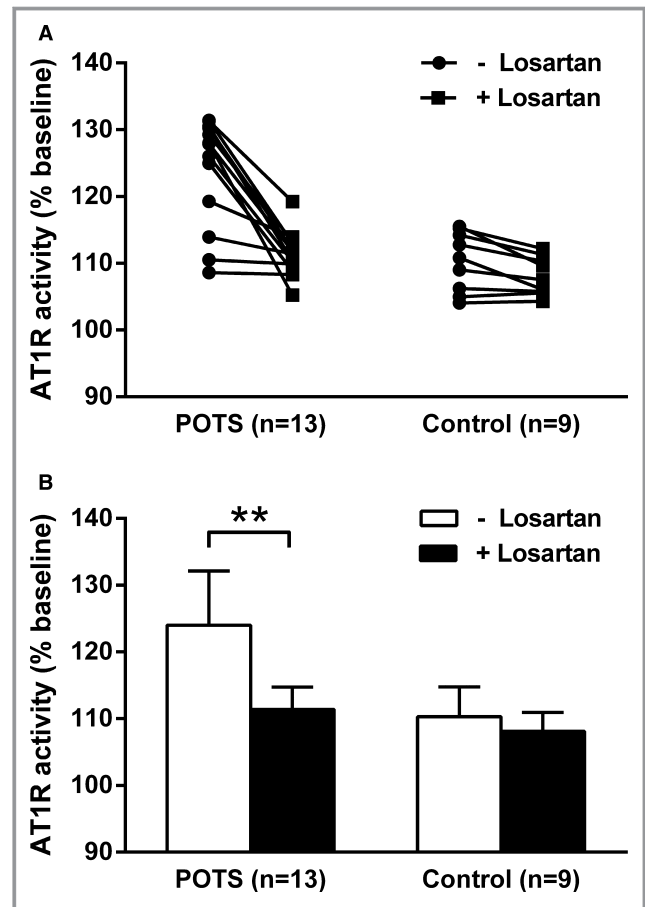 A
AT1R activity (% baseline)
140
130
120
110
100
90
- Losartan
+ Losartan
POTS (n=13)
Control (n=9)
B
AT1R activity (% baseline)
140
130
120
110
100
90
**
- Losartan
+ Losartan
POTS (n=13)
Control (n=9)